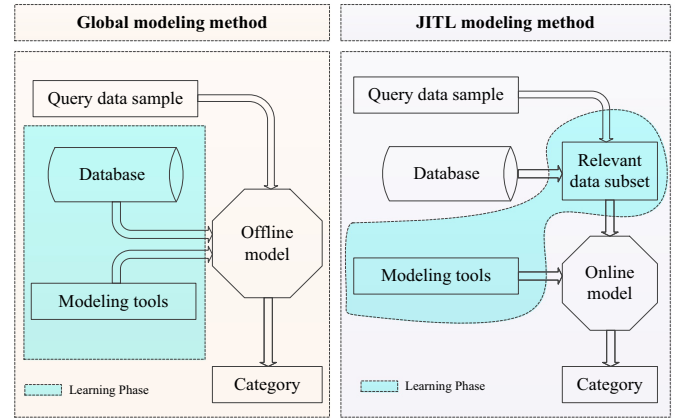 Global modeling method
Query data sample
Database
Offline
model
Modeling tools
Category
Learning Phase
JITL modeling method
Query data sample
Database
Relevant
data subset
Modeling tools
Online
model
Category
Learning Phase